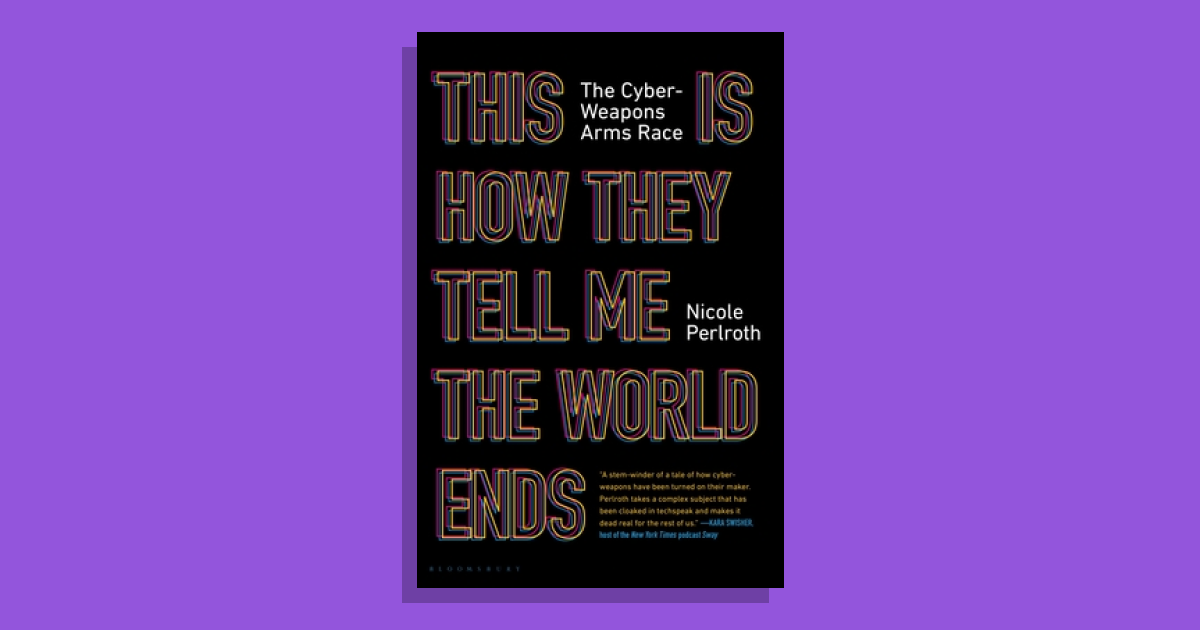 THIS The Cyber- IS
Weapons
Arms Race
HOW THEY
TELL ME
Nicole
Perlroth
THE WORLD
ENDS
"A stem-winder of a tale of how cyber-
weapons have been turned on their maker.
Perlroth takes a complex subject that has
been cloaked in techspeak and makes it
dead real for the rest of us." —KARA SWISHER,
host of the New York Times podcast Sway
BLOOMSBURY